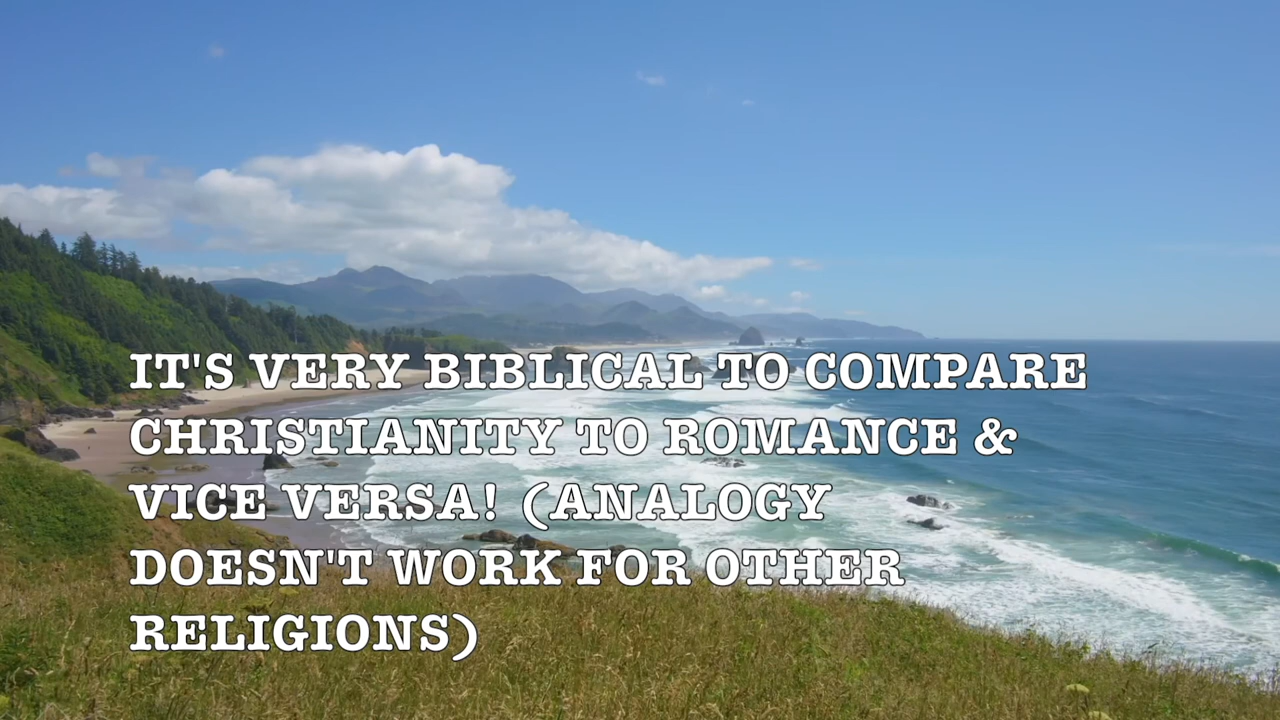 IT'S VERY BIBLICAL TO COMPARE
CHRISTIANITY TO ROMANCE &
VICE VERSA! (ANALOGY
DOESN'T WORK FOR OTHER
RELIGIONS)